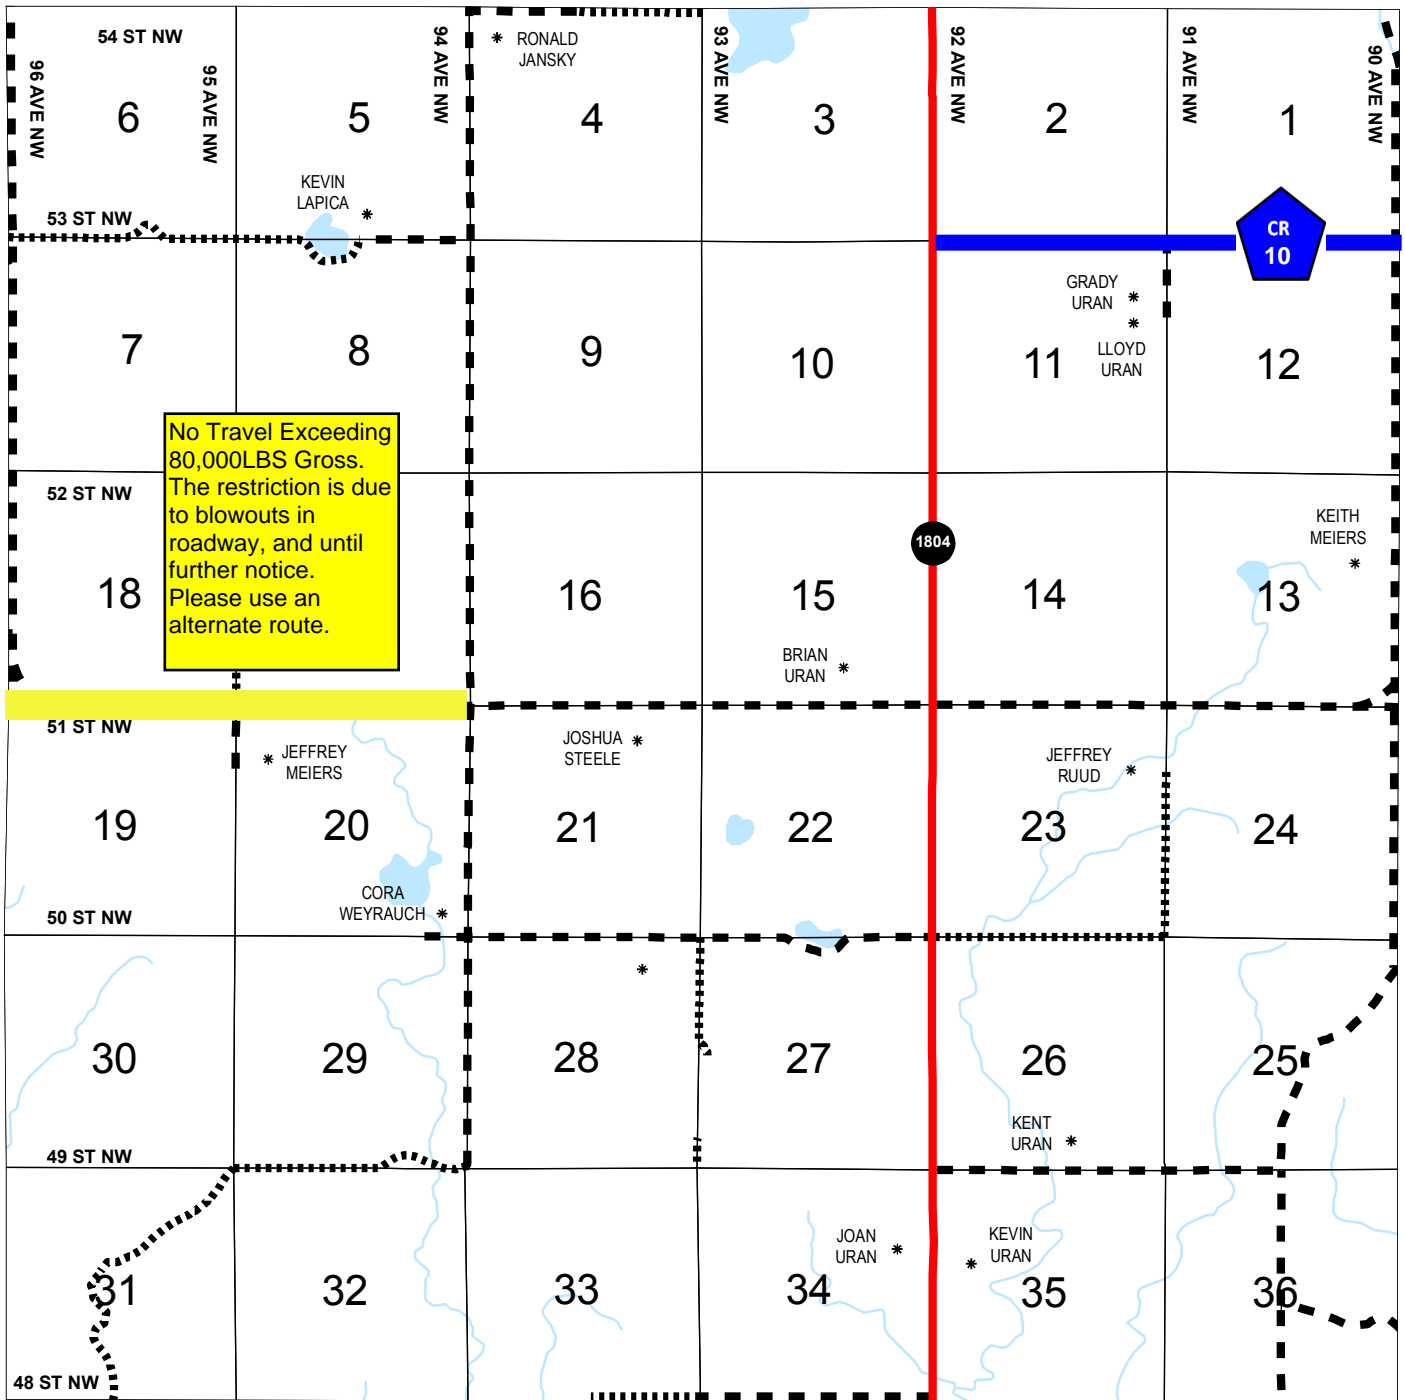 54 ST NW
96 AVE NW
95 AVE NW
94 AVE NW
93 AVE NW
92 AVE NW
91 AVE NW
90 AVE NW
RONALD
JANSKY
6
5
4
3
2
1
KEVIN
LAPICA
53 ST NW
CR
10
GRADY
URAN
LLOYD
URAN
7
8
9
10
11
12
No Travel Exceeding
80,000LBS Gross.
The restriction is due
to blowouts in
roadway, and until
further notice.
Please use an
alternate route.
52 ST NW
1804
KEITH
MEIERS
18
16
15
14
13
BRIAN
URAN
51 ST NW
JEFFREY
MEIERS
JOSHUA
STEELE
JEFFREY
RUUD
19
20
21
22
23
24
CORA
WEYRAUCH
50 ST NW
30
29
28
27
26
25
KENT
URAN
49 ST NW
JOAN
URAN
KEVIN
URAN
31
32
33
34
35
36
48 ST NW